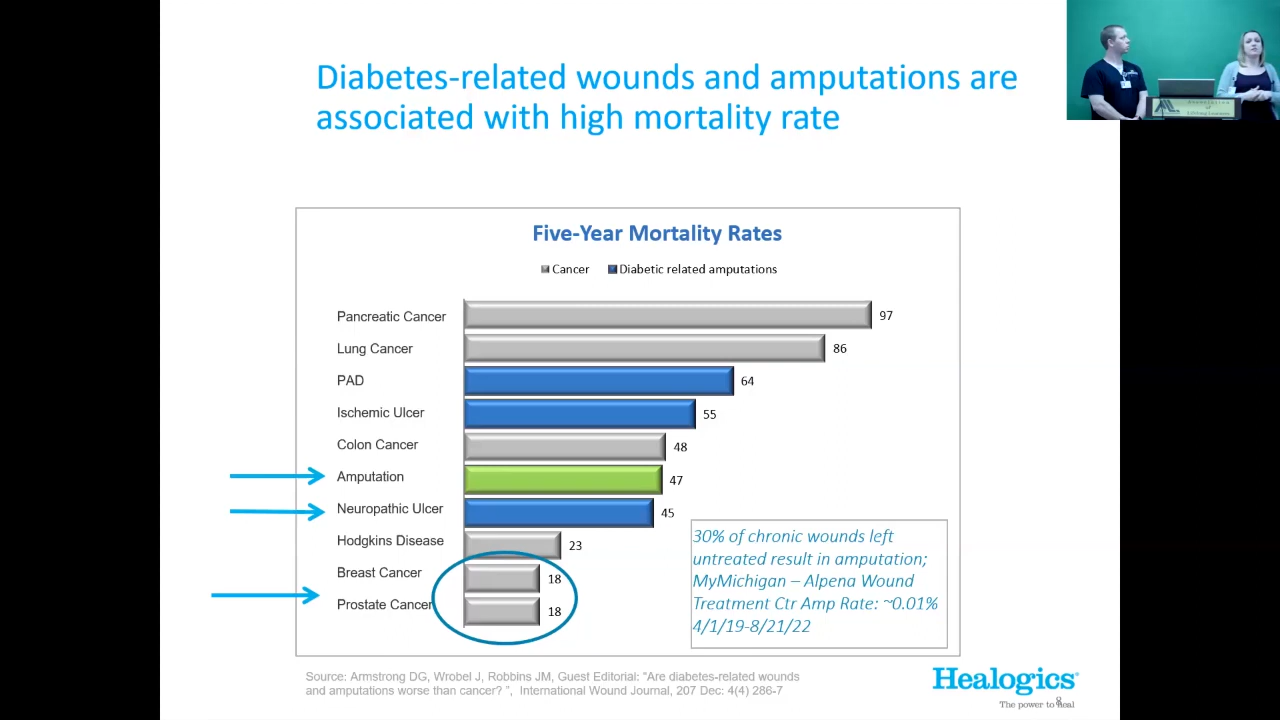 Diabetes-related wounds and amputations are
associated with high mortality rate
Five-Year Mortality Rates
Cancer Diabetic related amputations
Pancreatic Cancer 97
Lung Cancer 86
PAD 64
Ischemic Ulcer 55
Colon Cancer 48
Amputation 47
Neuropathic Ulcer 45
Hodgkins Disease 23
Breast Cancer 18
Prostate Cancer 18
30% of chronic wounds left
untreated result in amputation;
MyMichigan – Alpena Wound
Treatment Ctr Amp Rate: ~0.01%
4/1/19-8/21/22
Source: Armstrong DG, Wrobel J, Robbins JM, Guest Editorial: "Are diabetes-related wounds
and amputations worse than cancer? ", International Wound Journal, 207 Dec: 4(4) 286-7
Healogics
The power to heal
8